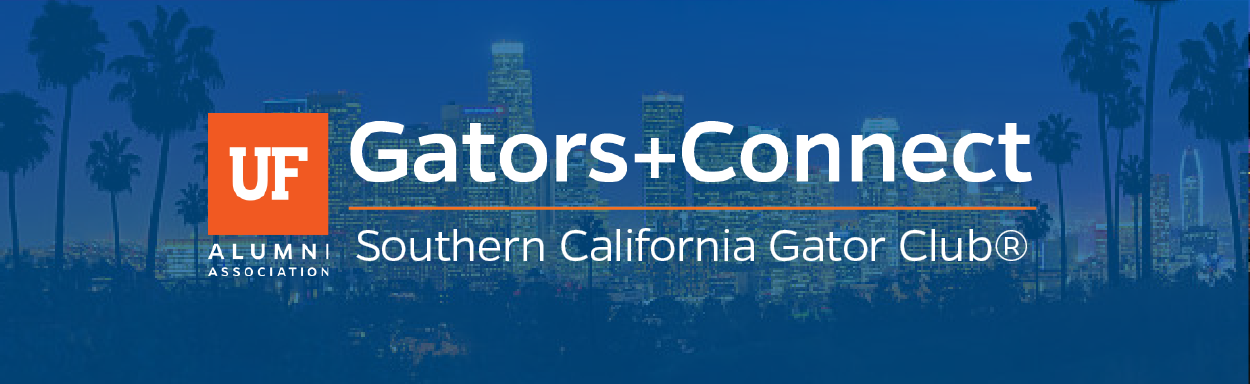 UF
ALUMNI
ASSOCIATION
Gators+Connect
Southern California Gator Club®